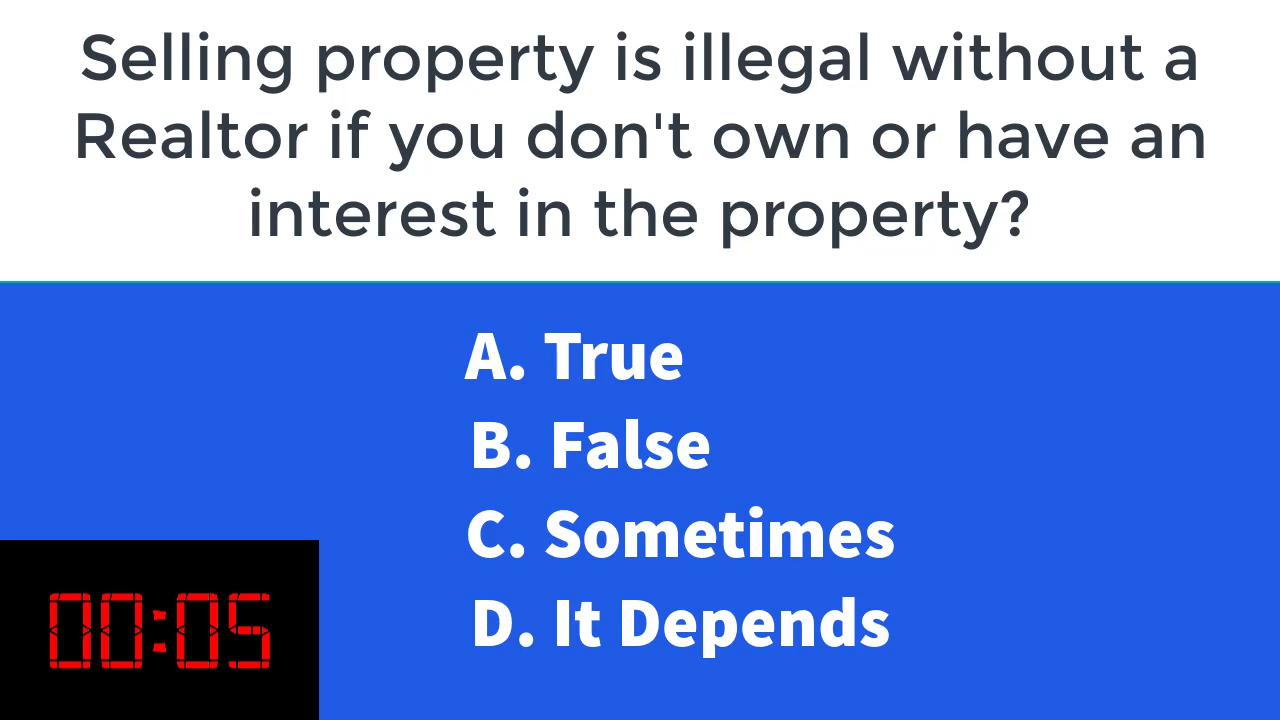 Selling property is illegal without a
Realtor if you don't own or have an
interest in the property?
A. True
B. False
C. Sometimes
D. It Depends
00:05